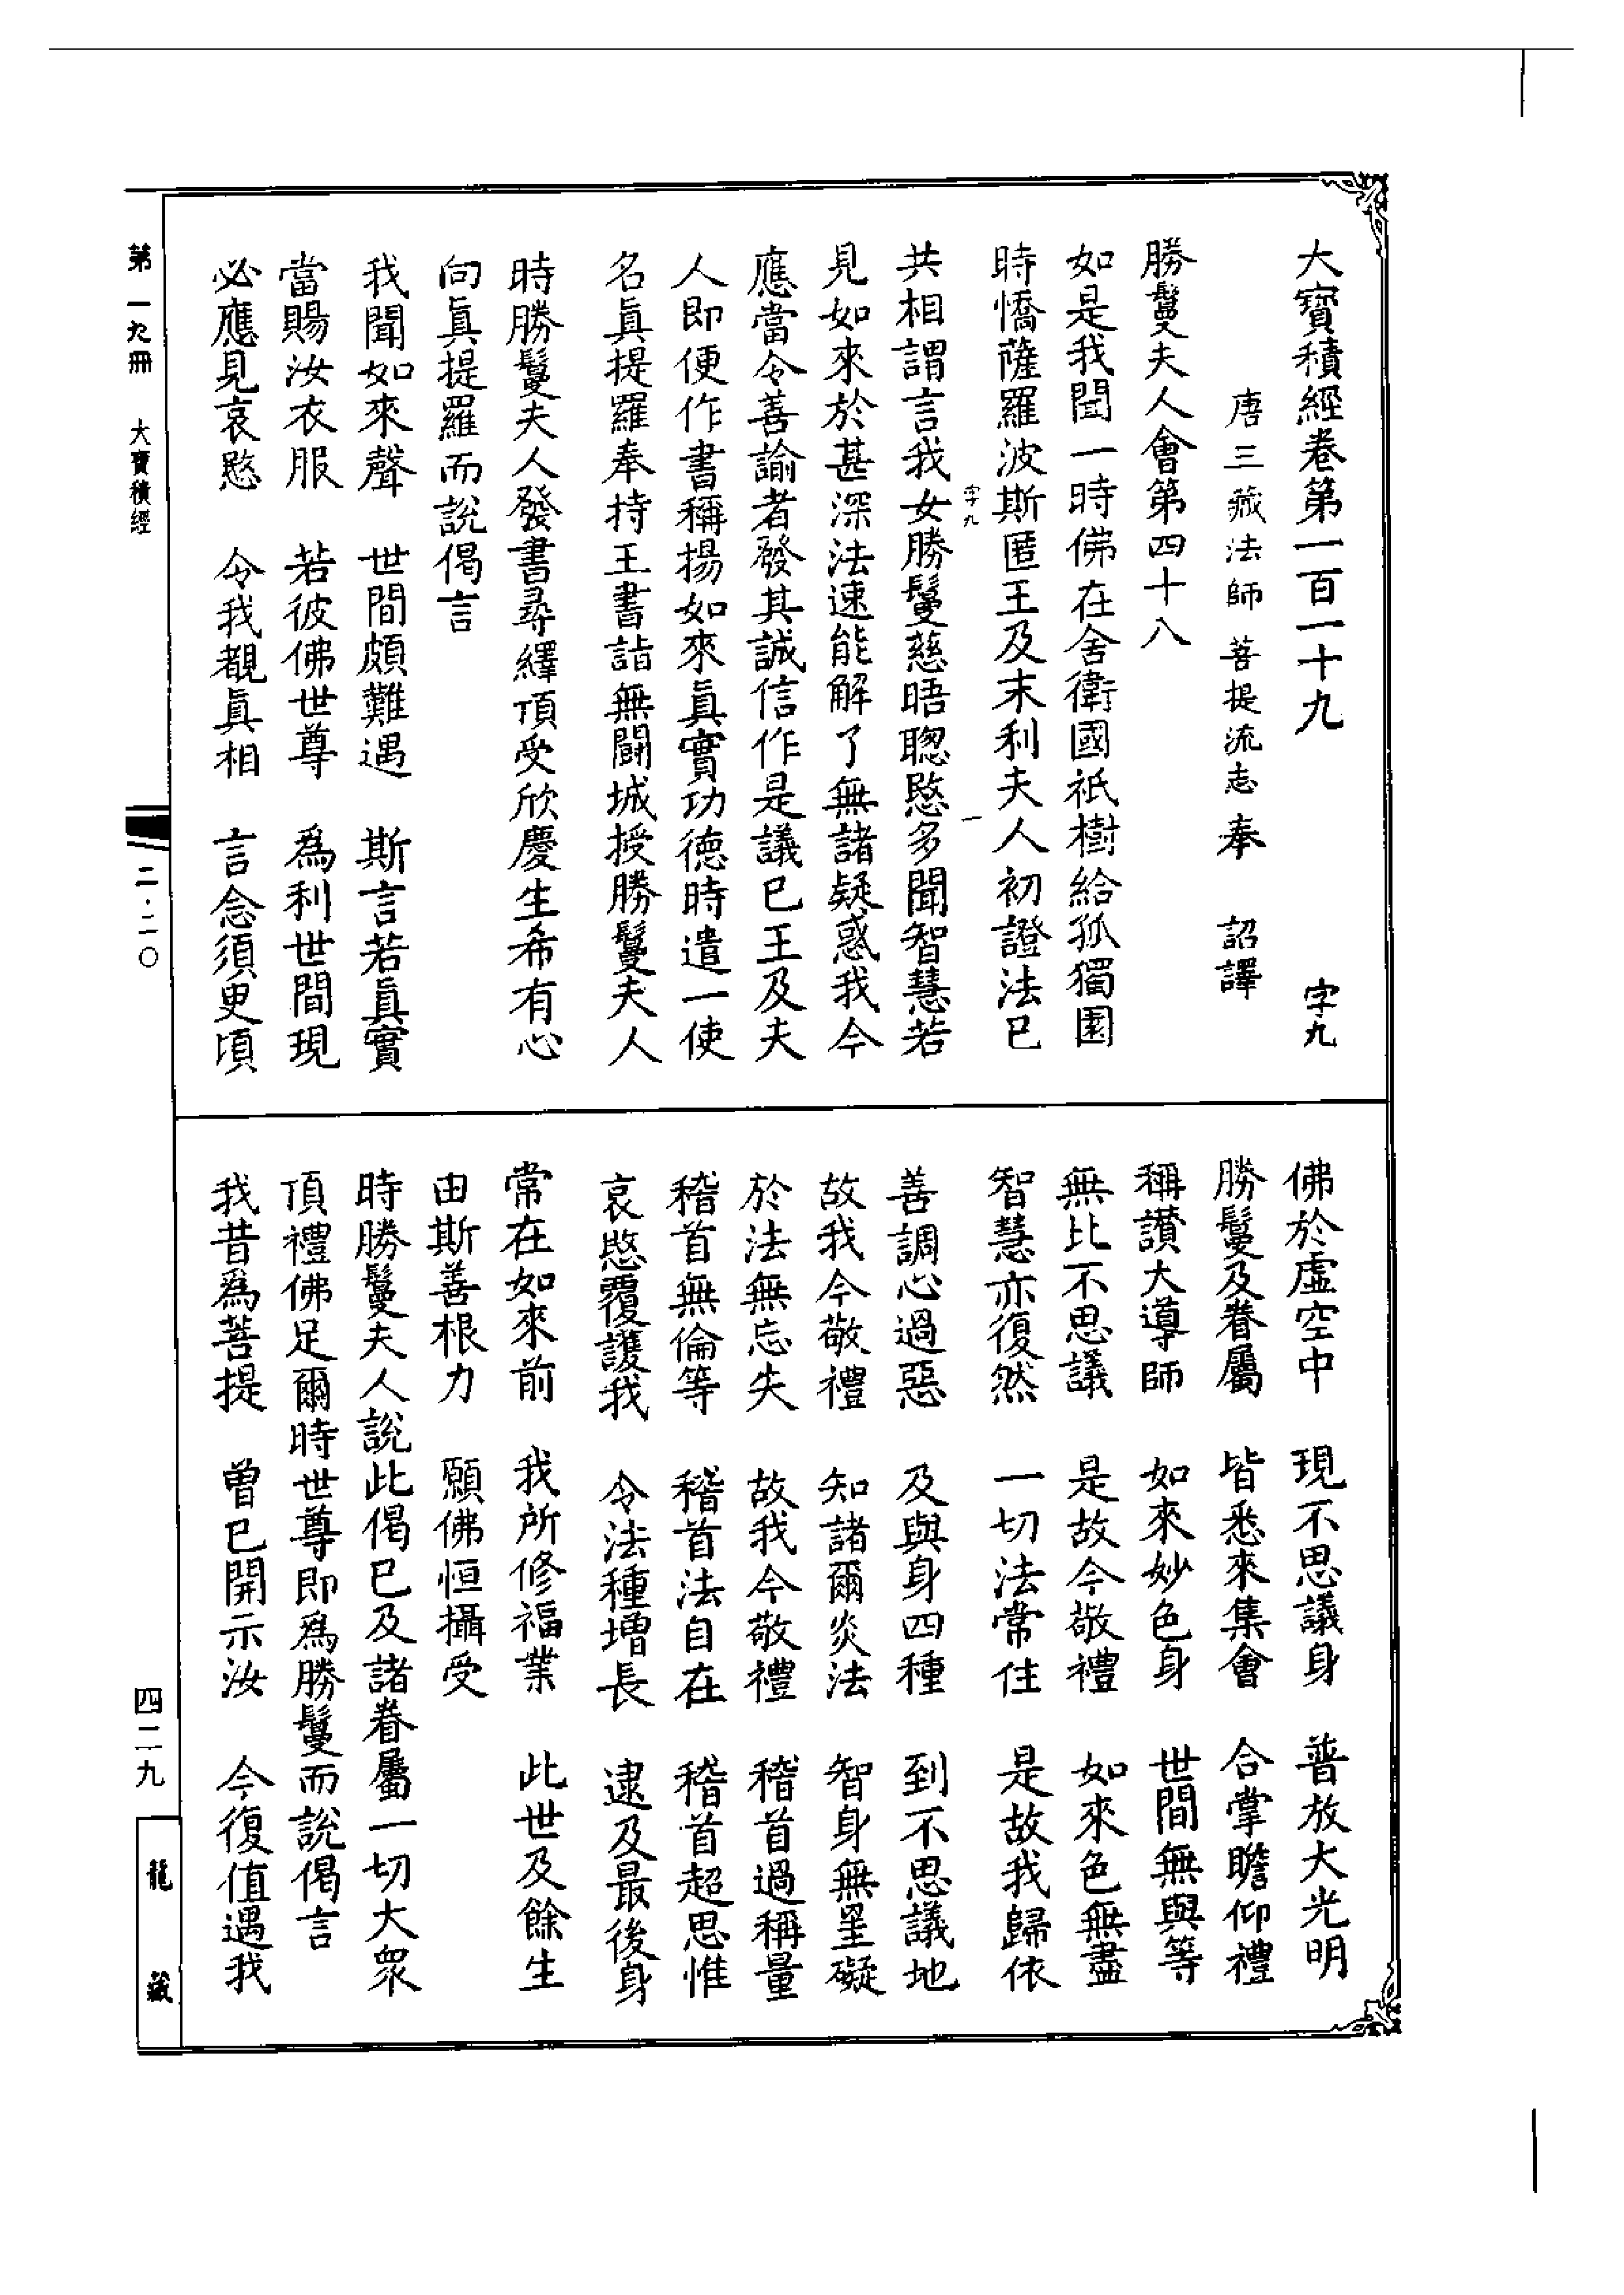 大寶積經卷第一百一十九 字九
唐三藏法師菩提流志奉 詔譯
勝鬘夫人會第四十八
如是我聞一時佛在舍衛國祇樹給孤獨園
時憍薩羅波斯匿王及末利夫人初證法已
字九 一
共相謂言我女勝鬘慈晤聰愍多聞智慧若
見如來於甚深法速能解了無諸疑惑我今
應當令善諭者發其誠信作是議已王及夫
人即便作書稱揚如來真實功德時遣一使
名真提羅奉持王書詣無鬪城授勝鬘夫人
時勝鬘夫人發書尋繹頂受欣慶生希有心
向真提羅而說偈言
我聞如來聲 世間頗難遇 斯言若真實
當賜汝衣服 若彼佛世尊 為利世間現
必應見哀愍 令我覩真相 言念須臾頃
佛於虛空中 現不思議身 普放大光明
勝鬘及眷屬 皆悉來集會 合掌瞻仰禮
稱讚大導師 如來妙色身 世間無與等
無比不思議 是故今敬禮 如來色無盡
智慧亦復然 一切法常住 是故我歸依
善調心過惡 及與身四種 到不思議地
故我今敬禮 知諸爾炎法 智身無罣礙
於法無忘失 故我今敬禮 稽首過稱量
稽首無倫等 稽首法自在 稽首超思惟
哀愍覆護我 令法種增長 逮及最後身
常在如來前 我所修福業 此世及餘生
由斯善根力 願佛恒攝受
時勝鬘夫人說此偈已及諸眷屬一切大眾
頂禮佛足爾時世尊即為勝鬘而說偈言
我昔為菩提 曾已開示汝 今復值遇我
第一九冊 大寶積經
二·二〇
四二九
龍藏